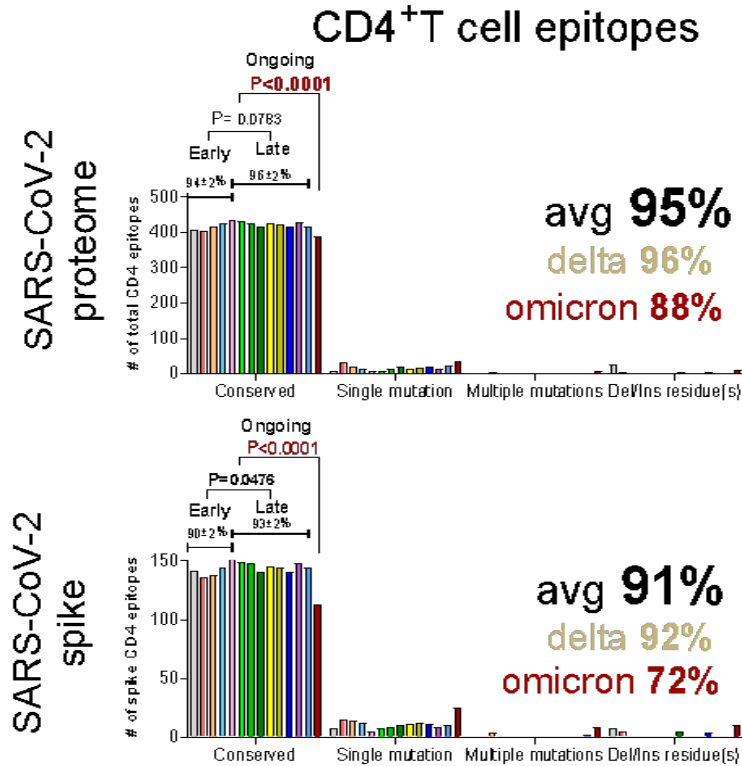 CD4+T cell epitopes
SARS-CoV-2
proteome
Ongoing
P<0.0001
P= 0.0783
Early
Late
94±2%
96±2%
# of total CD4 epitopes
500
400
300
200
100
0
Conserved
Single mutation
Multiple mutations
Del/Ins residue(s)
avg 95%
delta 96%
omicron 88%
SARS-CoV-2
spike
Ongoing
P<0.0001
P=0.0476
Early
Late
90±2%
93±2%
# of spike CD4 epitopes
150
100
50
0
Conserved
Single mutation
Multiple mutations
Del/Ins residue(s)
avg 91%
delta 92%
omicron 72%